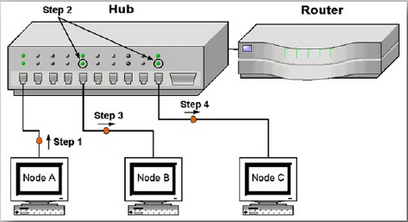 Step 2
Hub
Router
Step 4
Step 3
Step 1
Node A
Node B
Node C